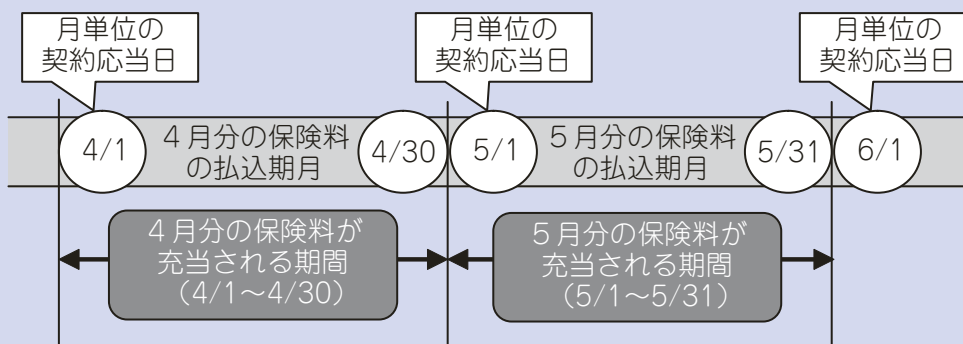 月単位の
契約応当日
月単位の
契約応当日
月単位の
契約応当日
4/1
４月分の保険料
の払込期月
4/30
5/1
５月分の保険料
の払込期月
5/31
6/1
４月分の保険料が
充当される期間
（4/1～4/30）
５月分の保険料が
充当される期間
（5/1～5/31）